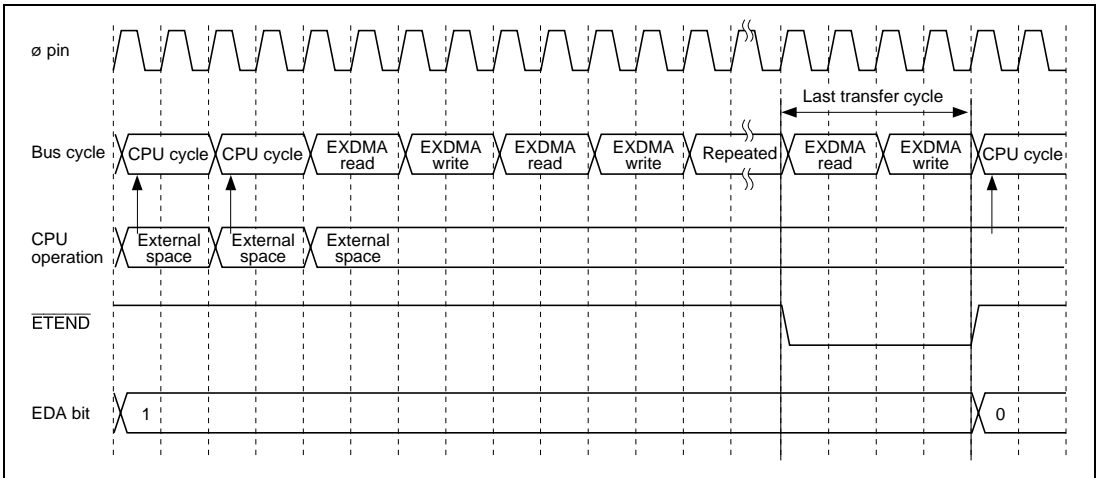 ø pin
Last transfer cycle
Bus cycle
CPU cycle
CPU cycle
EXDMA
read
EXDMA
write
EXDMA
read
EXDMA
write
Repeated
EXDMA
read
EXDMA
write
CPU cycle
CPU
operation
External
space
External
space
External
space
ETEND
EDA bit
1
0